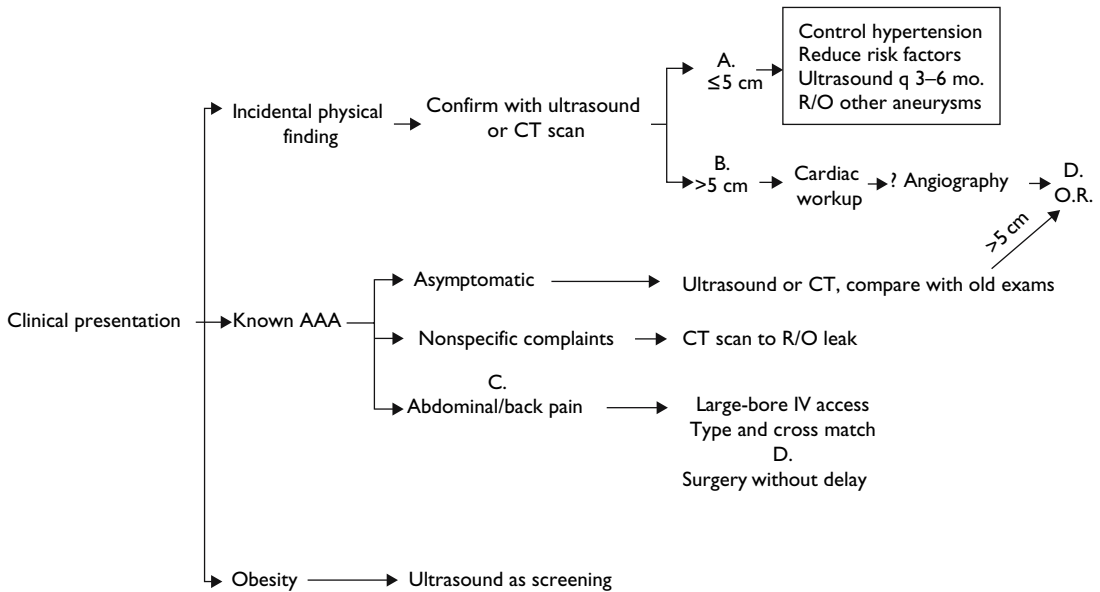 Clinical presentation
Incidental physical
finding
Confirm with ultrasound
or CT scan
A.
≤5 cm
Control hypertension
Reduce risk factors
Ultrasound q 3–6 mo.
R/O other aneurysms
B.
>5 cm
Cardiac
workup
? Angiography
D.
O.R.
>5 cm
Known AAA
Asymptomatic
Ultrasound or CT, compare with old exams
Nonspecific complaints
CT scan to R/O leak
C.
Abdominal/back pain
Large-bore IV access
Type and cross match
D.
Surgery without delay
Obesity
Ultrasound as screening